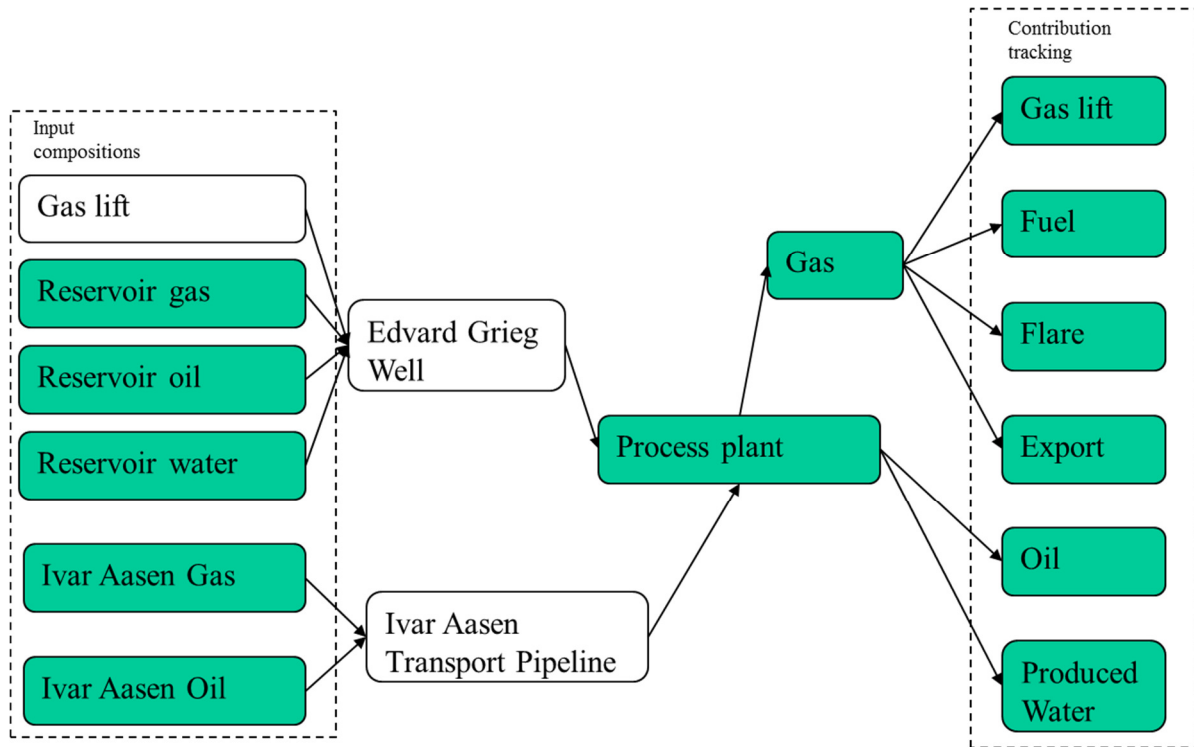 Input
compositions
Gas lift
Reservoir gas
Reservoir oil
Reservoir water
Ivar Aasen Gas
Ivar Aasen Oil
Edvard Grieg
Well
Ivar Aasen
Transport Pipeline
Process plant
Gas
Contribution
tracking
Gas lift
Fuel
Flare
Export
Oil
Produced
Water